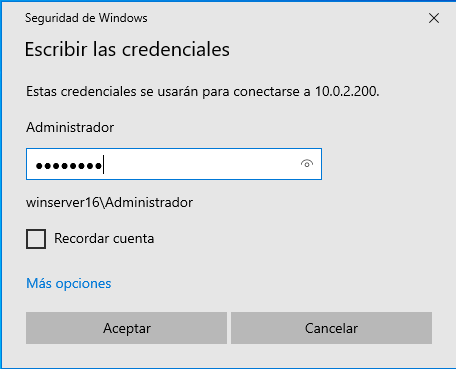 Seguridad de Windows
Escribir las credenciales
Estas credenciales se usarán para conectarse a 10.0.2.200.
Administrador
●●●●●●●●
winserver16\Administrador
Recordar cuenta
Más opciones
Aceptar
Cancelar